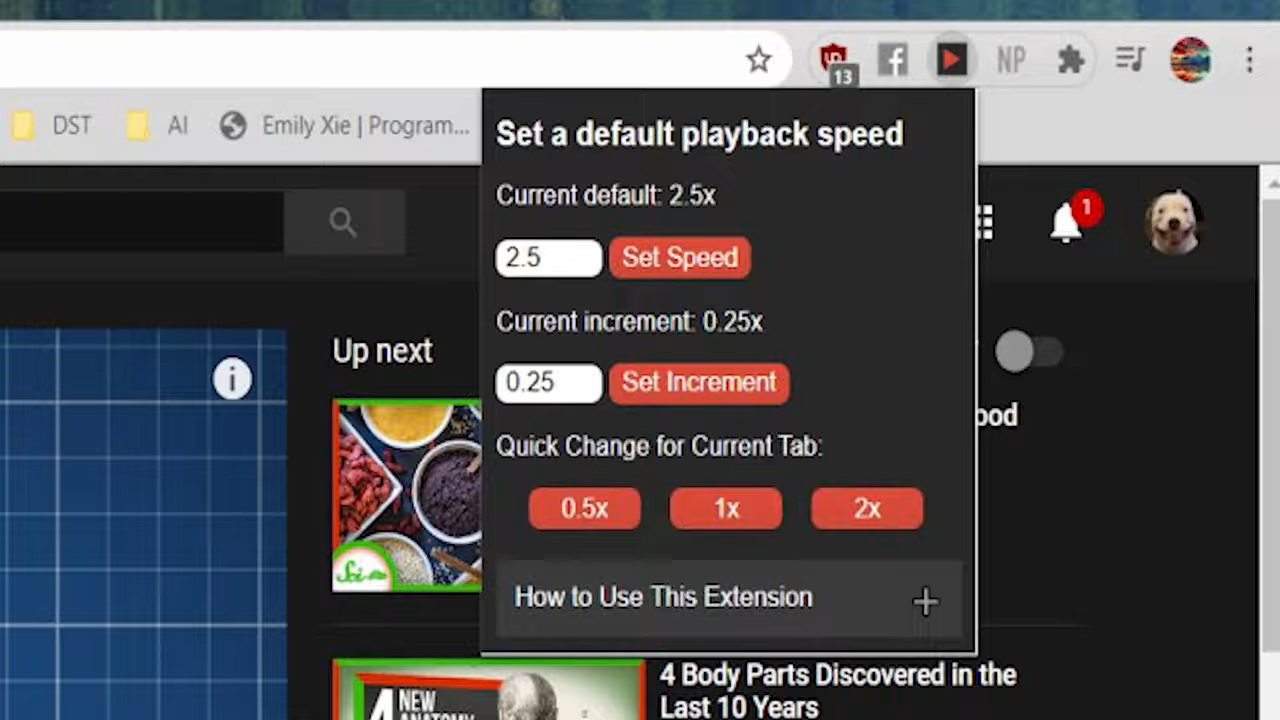 13
NP
DST
AI
Emily Xie | Program...
Set a default playback speed
Current default: 2.5x
2.5
Set Speed
1
Current increment: 0.25x
Up next
0.25
Set Increment
ood
Quick Change for Current Tab:
0.5x
1x
2x
Sci
How to Use This Extension
4 Body Parts Discovered in the
Last 10 Years
4 NEW
ANATOMY